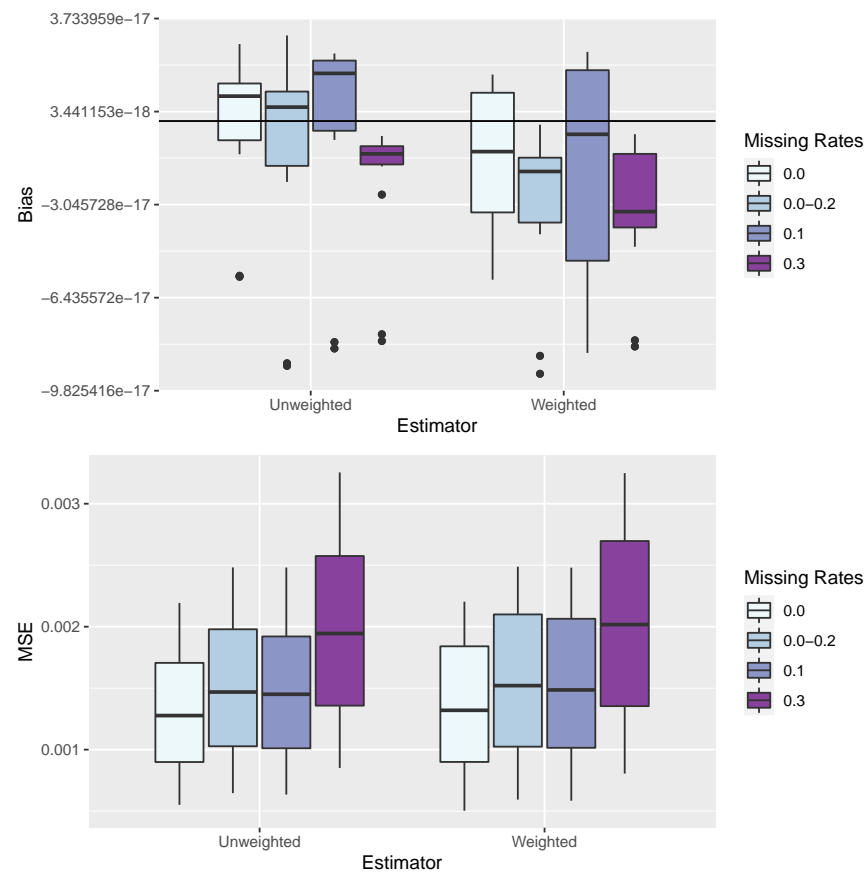 3.733959e−17
3.441153e−18
−3.045728e−17
−6.435572e−17
−9.825416e−17
Bias
Unweighted
Weighted
Estimator
Missing Rates
0.0
0.0−0.2
0.1
0.3
0.003
0.002
0.001
MSE
Unweighted
Weighted
Estimator
Missing Rates
0.0
0.0−0.2
0.1
0.3